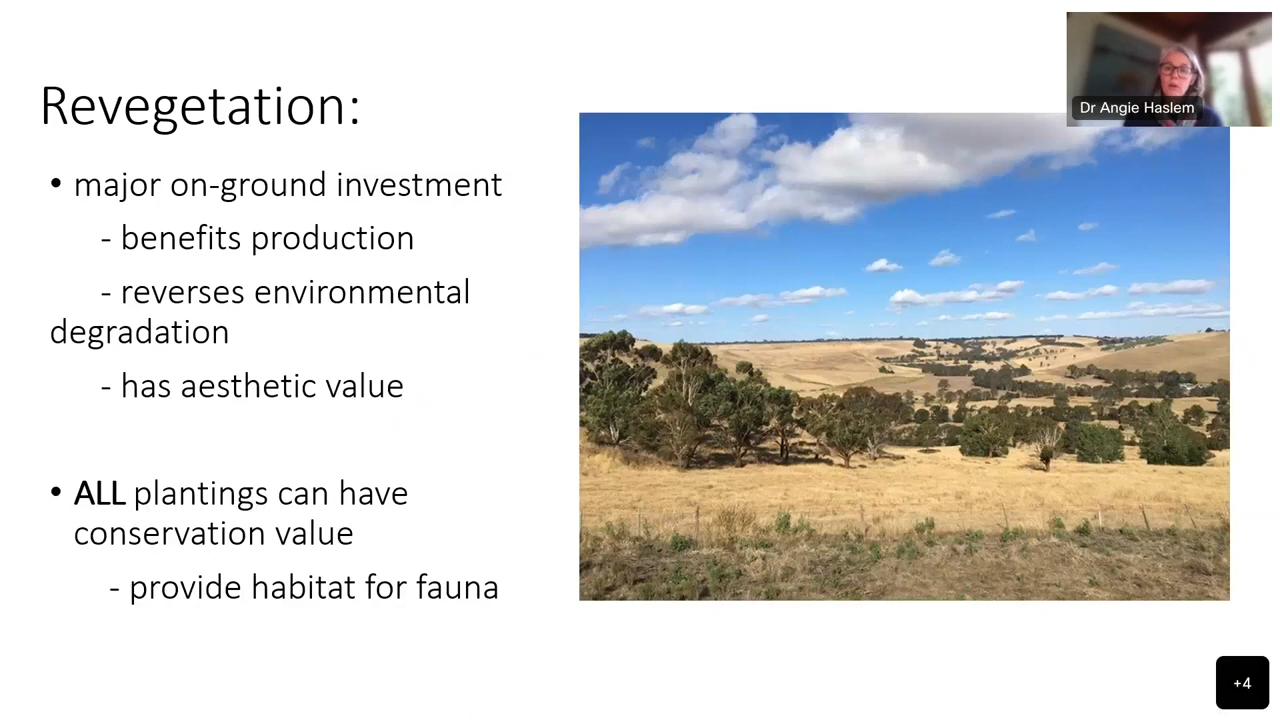 Dr Angie Haslem
Revegetation:
• major on-ground investment
- benefits production
- reverses environmental
degradation
- has aesthetic value
• ALL plantings can have
conservation value
- provide habitat for fauna
+4